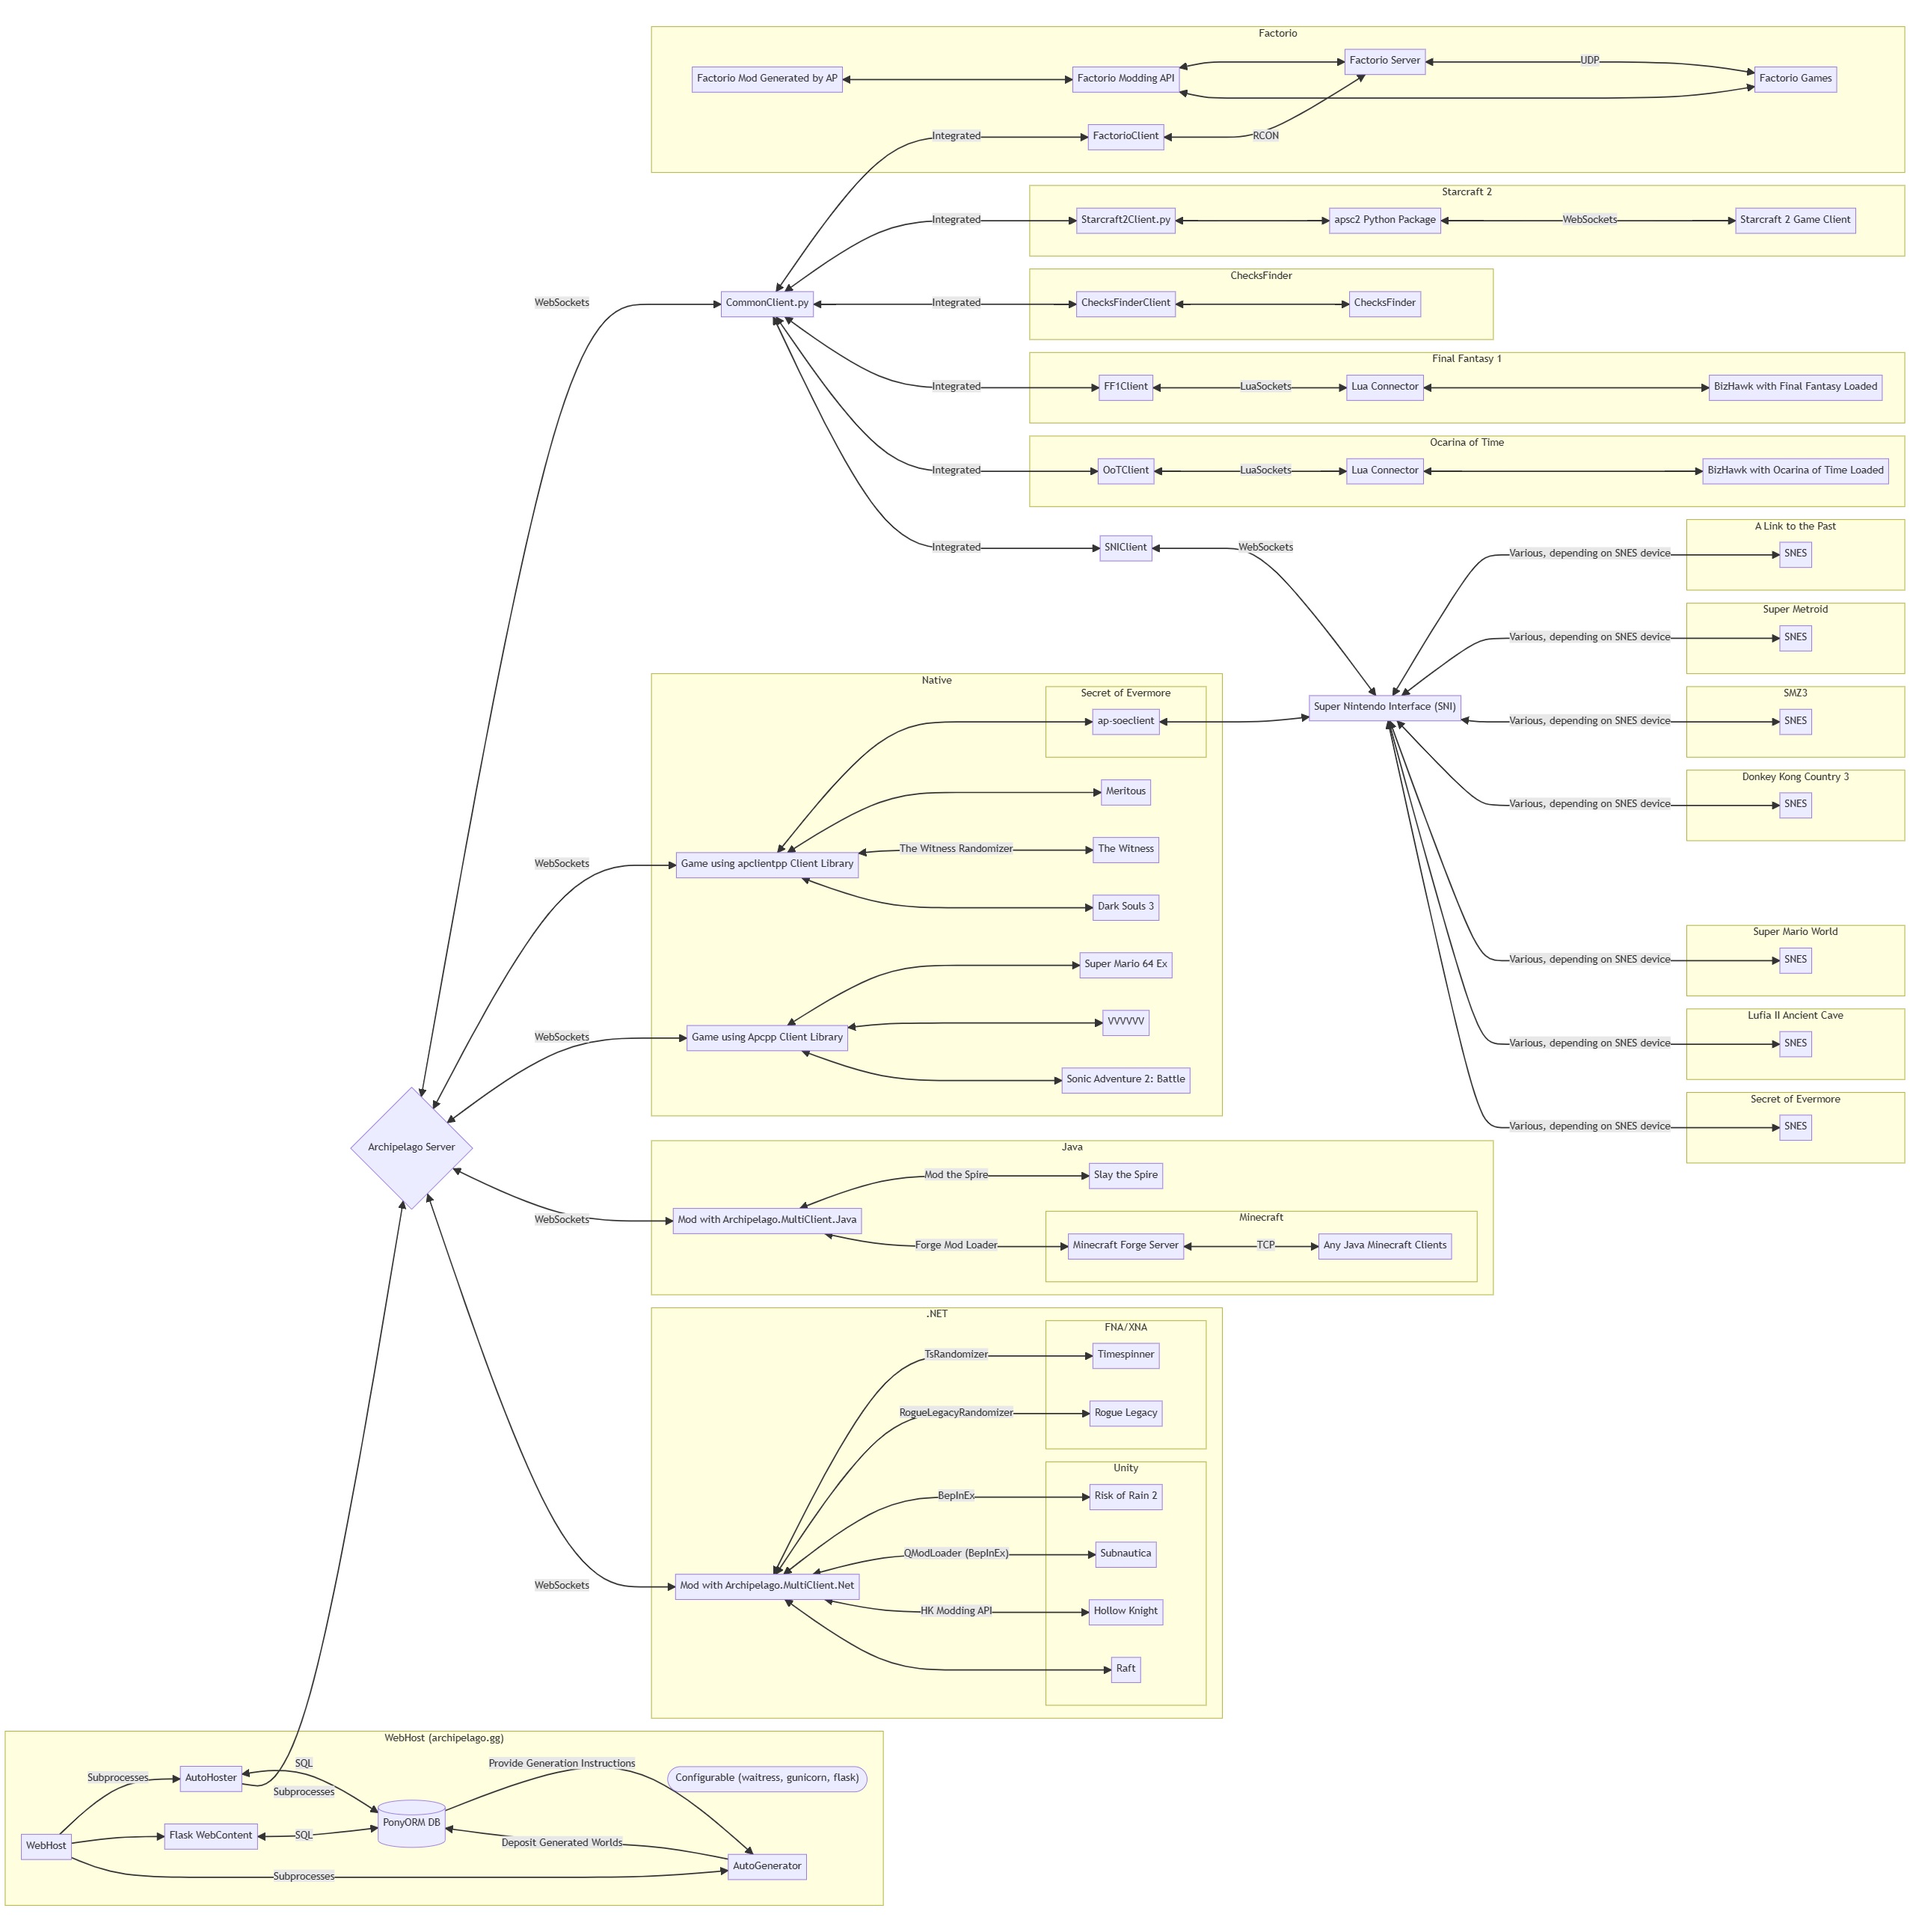 Factorio
Factorio Mod Generated by AP
Factorio Modding API
Factorio Server
UDP
Factorio Games
Integrated
FactorioClient
RCON
Starcraft 2
Integrated
Starcraft2Client.py
apsc2 Python Package
WebSockets
Starcraft 2 Game Client
ChecksFinder
WebSockets
CommonClient.py
Integrated
ChecksFinderClient
ChecksFinder
Final Fantasy 1
Integrated
FF1Client
LuaSockets
Lua Connector
BizHawk with Final Fantasy Loaded
Ocarina of Time
Integrated
OoTClient
LuaSockets
Lua Connector
BizHawk with Ocarina of Time Loaded
Integrated
SNIClient
WebSockets
A Link to the Past
Various, depending on SNES device
SNES
Super Metroid
Various, depending on SNES device
SNES
Super Nintendo Interface (SNI)
SMZ3
Various, depending on SNES device
SNES
Donkey Kong Country 3
Various, depending on SNES device
SNES
Super Mario World
Various, depending on SNES device
SNES
Lufia II Ancient Cave
Various, depending on SNES device
SNES
Secret of Evermore
Various, depending on SNES device
SNES
Native
Secret of Evermore
ap-soeclient
Meritous
WebSockets
Game using apclientpp Client Library
The Witness Randomizer
The Witness
Dark Souls 3
Super Mario 64 Ex
WebSockets
Game using Apcpp Client Library
VVVVVV
Sonic Adventure 2: Battle
Archipelago Server
Java
Mod the Spire
Slay the Spire
WebSockets
Mod with Archipelago.MultiClient.Java
Minecraft
Forge Mod Loader
Minecraft Forge Server
TCP
Any Java Minecraft Clients
.NET
FNA/XNA
TsRandomizer
Timespinner
RogueLegacyRandomizer
Rogue Legacy
Unity
BepInEx
Risk of Rain 2
QModLoader (BepInEx)
Subnautica
WebSockets
Mod with Archipelago.MultiClient.Net
HK Modding API
Hollow Knight
Raft
WebHost (archipelago.gg)
Subprocesses
AutoHoster
SQL
Subprocesses
Provide Generation Instructions
Configurable (waitress, gunicorn, flask)
WebHost
Flask WebContent
SQL
PonyORM DB
Deposit Generated Worlds
AutoGenerator
Subprocesses